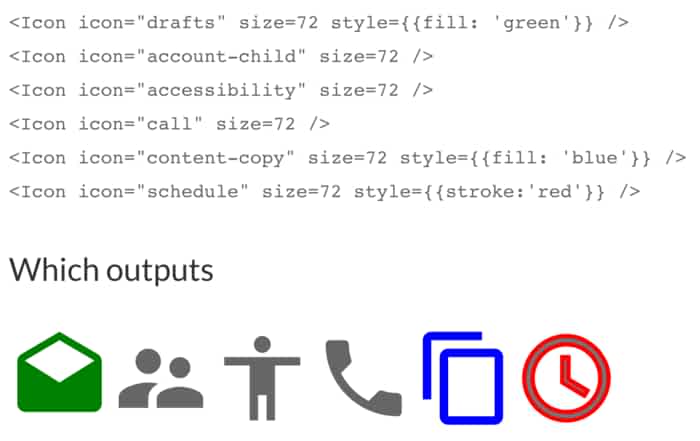 <Icon icon="drafts" size=72 style={{fill: 'green'}} />
<Icon icon="account-child" size=72 />
<Icon icon="accessibility" size=72 />
<Icon icon="call" size=72 />
<Icon icon="content-copy" size=72 style={{fill: 'blue'}} />
<Icon icon="schedule" size=72 style={{stroke:'red'}} />
Which outputs